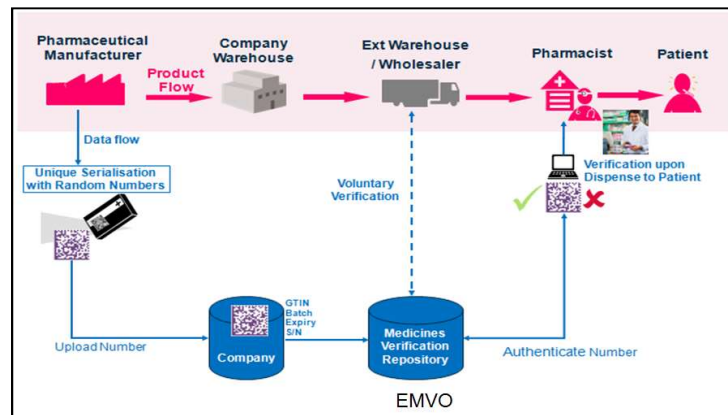 Pharmaceutical
Manufacturer
Company
Warehouse
Ext Warehouse
/ Wholesaler
Pharmacist
Patient
Product
Flow
Data flow
Unique Serialisation
with Random Numbers
Voluntary
Verification
Verification upon
Dispense to Patient
GTIN
Batch
Expiry
S/N
Company
Medicines
Verification
Repository
Upload Number
Authenticate Number
EMVO